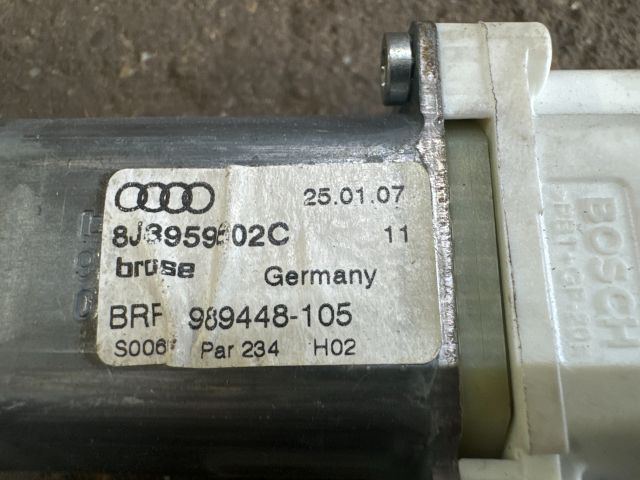 25.01.07
8J3959802C 11
brose Germany
BRF 989448-105
S006 Par 234 H02
BOSCH